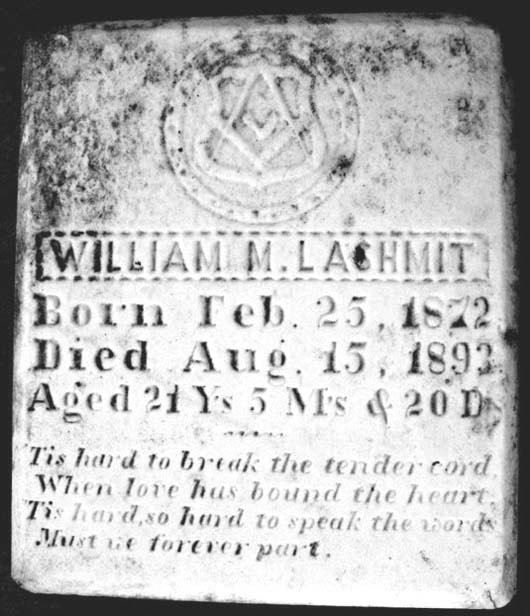 WILLIAM M. LASHMIT
Born Feb. 25, 1872
Died Aug. 15, 1893
Aged 21 Ys 5 Ms & 20 Ds
Tis hard to break the tender cord
When love has bound the heart,
Tis hard, so hard to speak the words
Must we forever part.